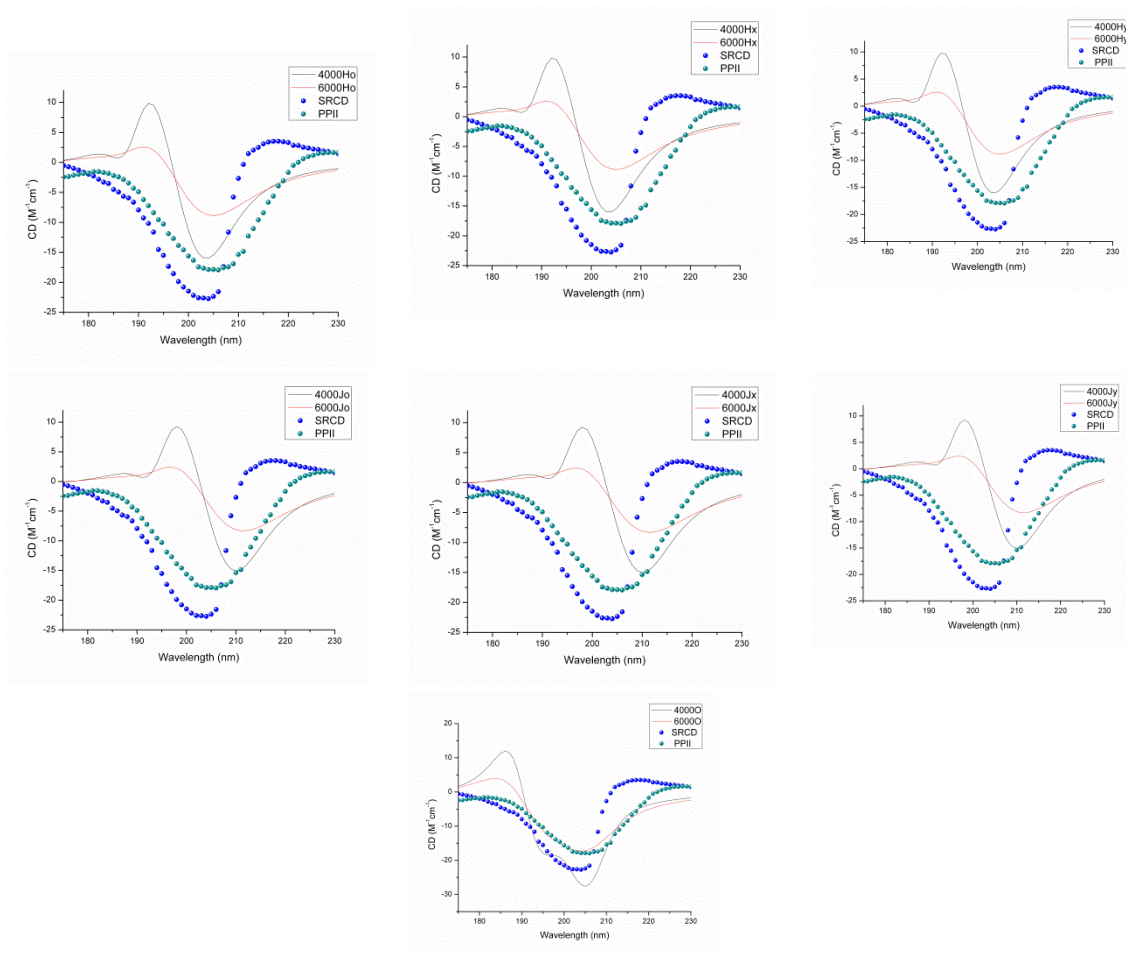 4000Ho
6000Ho
SRCD
PPII
10
5
0
-5
-10
-15
-20
-25
CD (M⁻¹cm⁻¹)
180 190 200 210 220 230
Wavelength (nm)
4000Hx
6000Hx
SRCD
PPII
15
10
5
0
-5
-10
-15
-20
-25
CD (M⁻¹cm⁻¹)
180 190 200 210 220 230
Wavelength (nm)
4000Hy
6000Hy
SRCD
PPII
15
10
5
0
-5
-10
-15
-20
-25
CD (M⁻¹cm⁻¹)
180 190 200 210 220 230
Wavelength (nm)
4000Jo
6000Jo
SRCD
PPII
10
5
0
-5
-10
-15
-20
-25
CD (M⁻¹cm⁻¹)
180 190 200 210 220 230
Wavelength (nm)
4000Jx
6000Jx
SRCD
PPII
10
5
0
-5
-10
-15
-20
-25
CD (M⁻¹cm⁻¹)
180 190 200 210 220 230
Wavelength (nm)
4000Jy
6000Jy
SRCD
PPII
10
5
0
-5
-10
-15
-20
-25
CD (M⁻¹cm⁻¹)
180 190 200 210 220 230
Wavelength (nm)
4000O
6000O
SRCD
PPII
20
10
0
-10
-20
-30
CD (M⁻¹cm⁻¹)
180 190 200 210 220 230
Wavelength (nm)